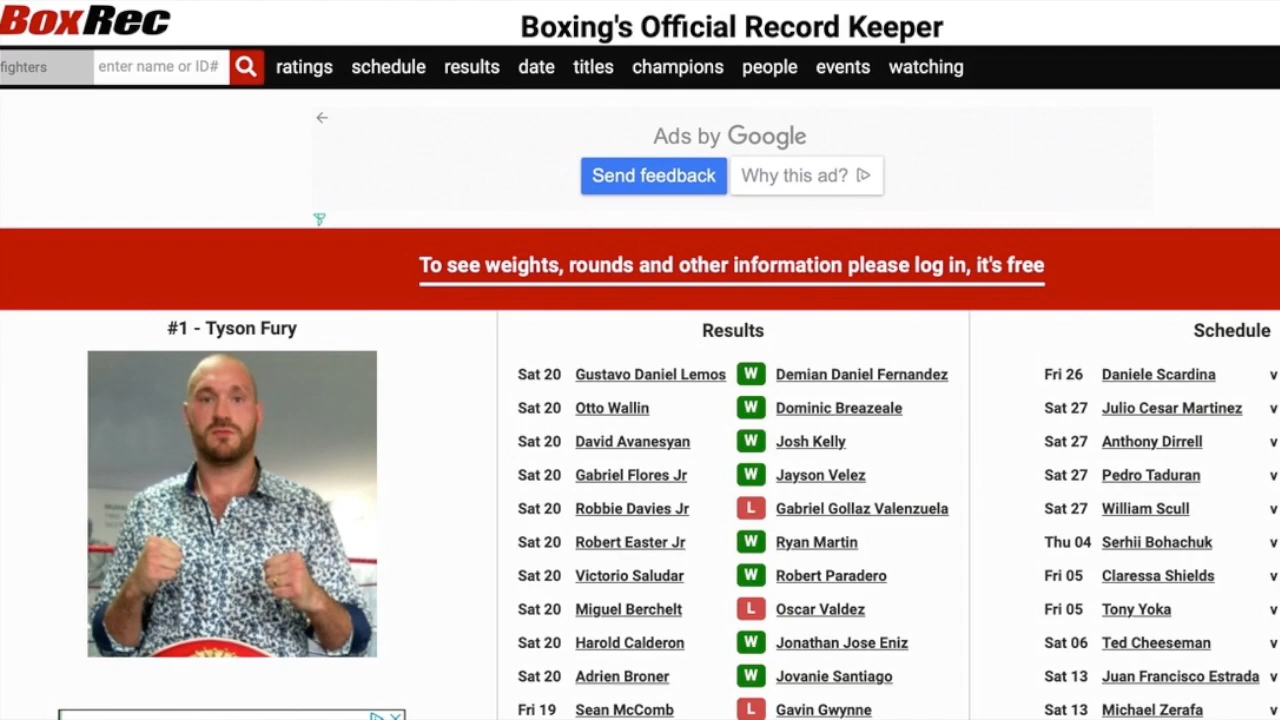 BoxRec
Boxing's Official Record Keeper
fighters enter name or ID# ratings schedule results date titles champions people events watching
Ads by Google
Send feedback Why this ad?
To see weights, rounds and other information please log in, it's free
#1 - Tyson Fury
Results
Sat 20 Gustavo Daniel Lemos W Demian Daniel Fernandez
Sat 20 Otto Wallin W Dominic Breazeale
Sat 20 David Avanesyan W Josh Kelly
Sat 20 Gabriel Flores Jr W Jayson Velez
Sat 20 Robbie Davies Jr L Gabriel Gollaz Valenzuela
Sat 20 Robert Easter Jr W Ryan Martin
Sat 20 Victorio Saludar W Robert Paradero
Sat 20 Miguel Berchelt L Oscar Valdez
Sat 20 Harold Calderon W Jonathan Jose Eniz
Sat 20 Adrien Broner W Jovanie Santiago
Fri 19 Sean McComb L Gavin Gwynne
Schedule
Fri 26 Daniele Scardina v
Sat 27 Julio Cesar Martinez v
Sat 27 Anthony Dirrell v
Sat 27 Pedro Taduran v
Sat 27 William Scull v
Thu 04 Serhii Bohachuk v
Fri 05 Claressa Shields v
Fri 05 Tony Yoka v
Sat 06 Ted Cheeseman v
Sat 13 Juan Francisco Estrada v
Sat 13 Michael Zerafa v